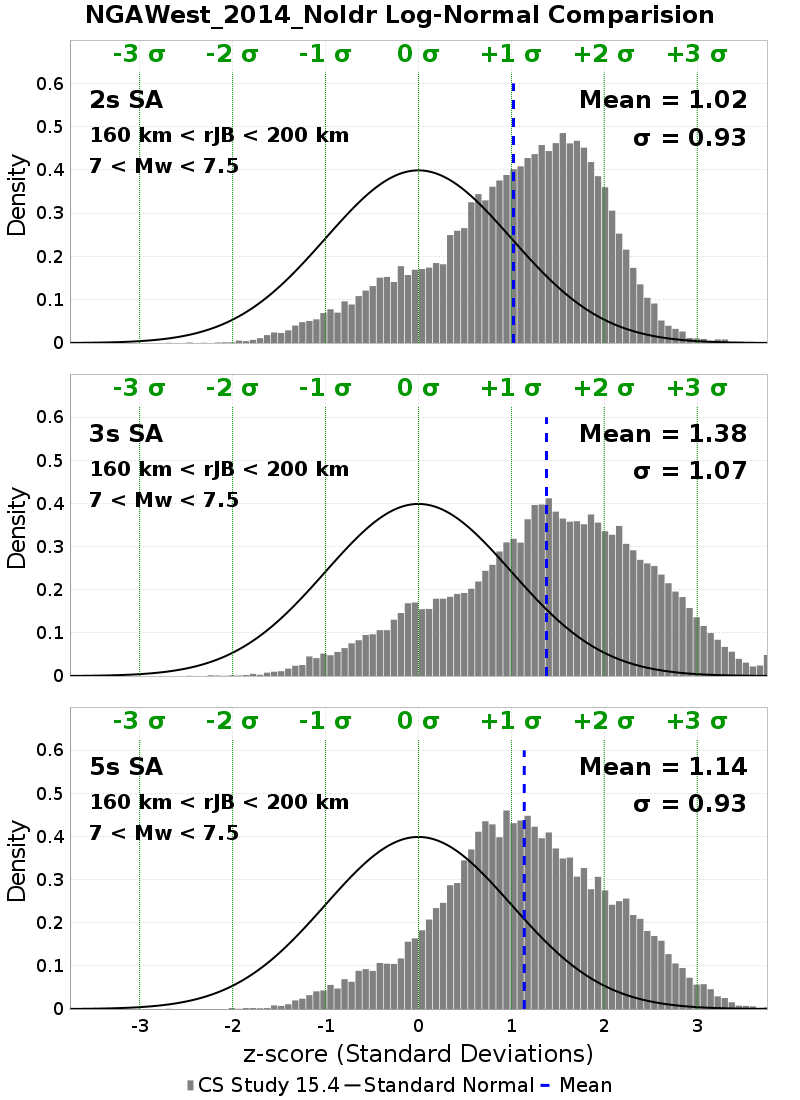 NGAWest_2014_NoIdr Log-Normal Comparision
-3 σ -2 σ -1 σ 0 σ +1 σ +2 σ +3 σ
0.6
2s SA Mean = 1.02
0.5
160 km < rJB < 200 km σ = 0.93
7 < Mw < 7.5
0.4
0.3
0.2
0.1
0
Density
-3 σ -2 σ -1 σ 0 σ +1 σ +2 σ +3 σ
0.6
3s SA Mean = 1.38
0.5
160 km < rJB < 200 km σ = 1.07
7 < Mw < 7.5
0.4
0.3
0.2
0.1
0
Density
-3 σ -2 σ -1 σ 0 σ +1 σ +2 σ +3 σ
0.6
5s SA Mean = 1.14
0.5
160 km < rJB < 200 km σ = 0.93
7 < Mw < 7.5
0.4
0.3
0.2
0.1
0
Density
-3 -2 -1 0 1 2 3
z-score (Standard Deviations)
CS Study 15.4 Standard Normal Mean